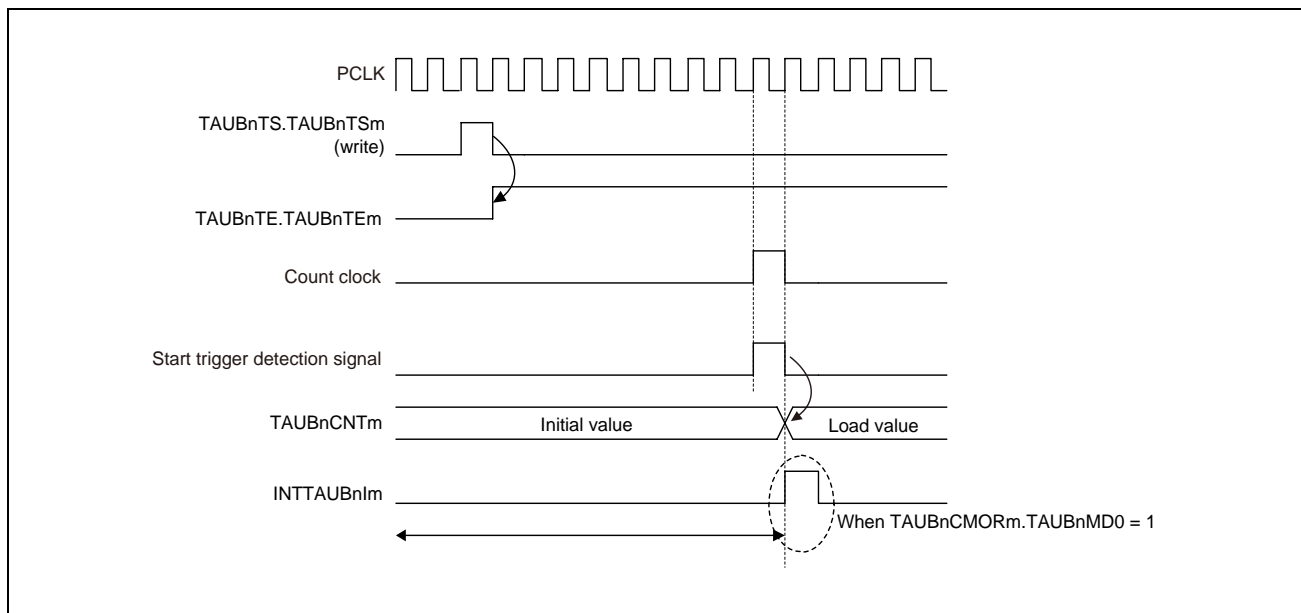 PCLK
TAUBnTS.TAUBnTSm
(write)
TAUBnTE.TAUBnTEm
Count clock
Start trigger detection signal
TAUBnCNTm
Initial value
Load value
INTTAUBnIm
When TAUBnCMORm.TAUBnMD0 = 1